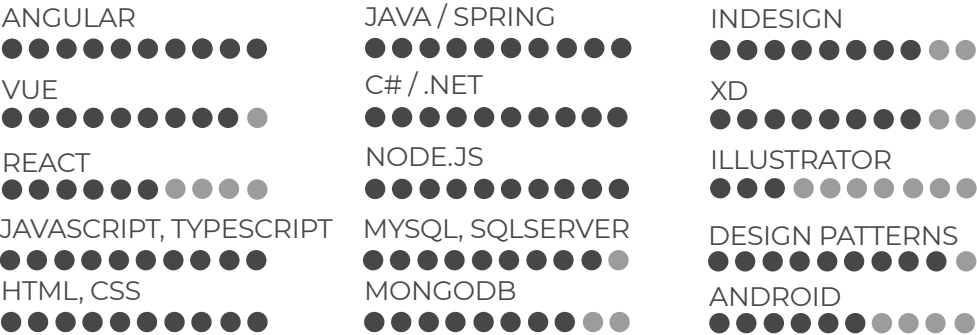 ANGULAR
VUE
REACT
JAVASCRIPT, TYPESCRIPT
HTML, CSS
JAVA / SPRING
C# / .NET
NODE.JS
MYSQL, SQLSERVER
MONGODB
INDESIGN
XD
ILLUSTRATOR
DESIGN PATTERNS
ANDROID